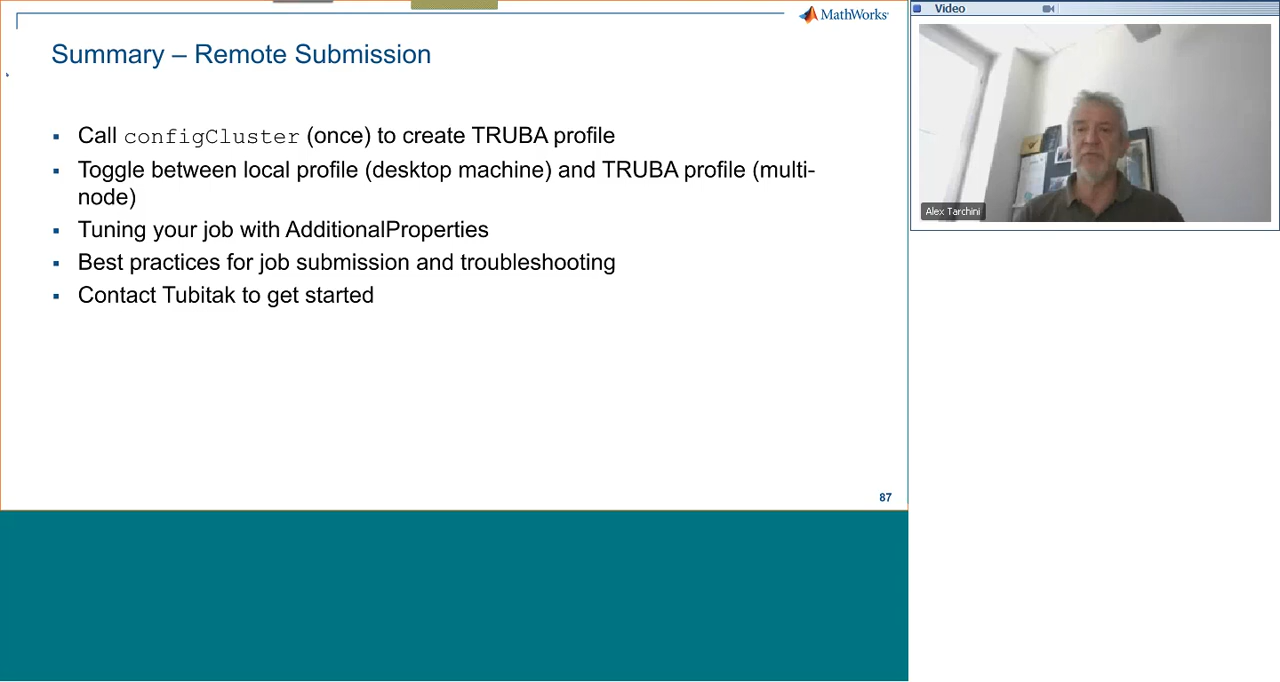 MathWorks
Video
Summary – Remote Submission
Call configCluster (once) to create TRUBA profile
Toggle between local profile (desktop machine) and TRUBA profile (multi-
node)
Tuning your job with AdditionalProperties
Best practices for job submission and troubleshooting
Contact Tubitak to get started
87
Alex Tarchini